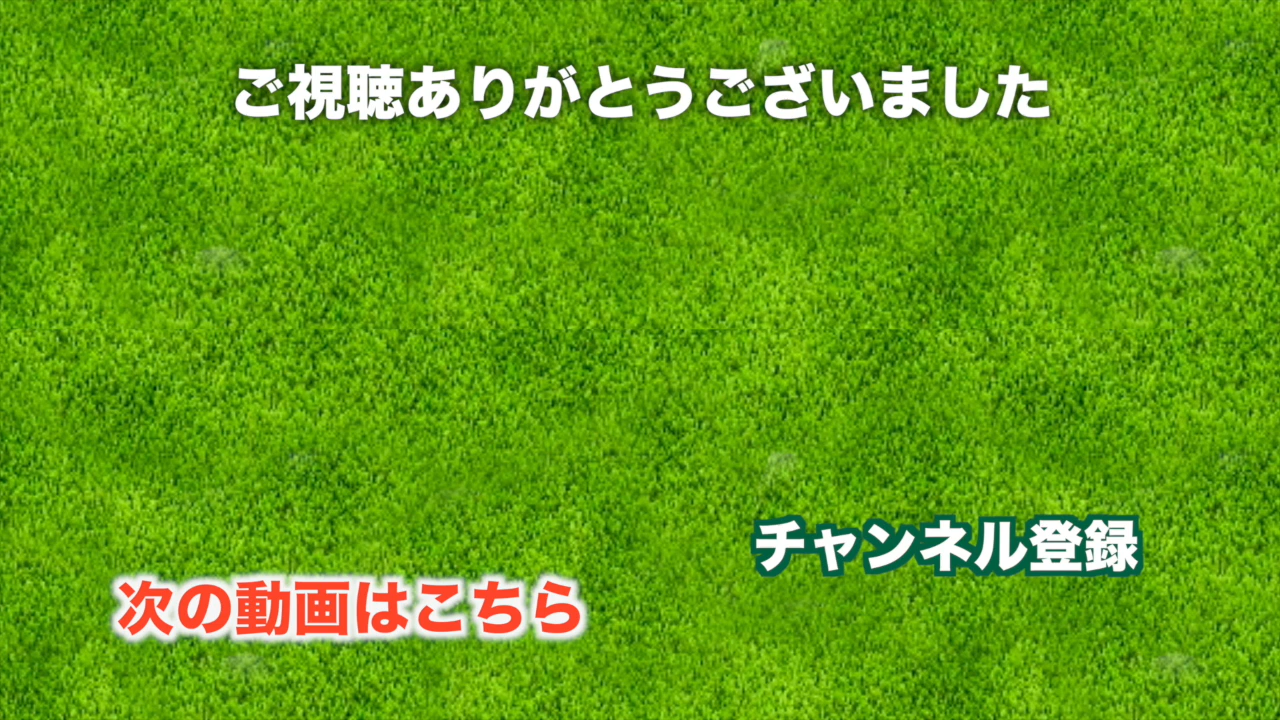 ご視聴ありがとうございました
チャンネル登録
次の動画はこちら